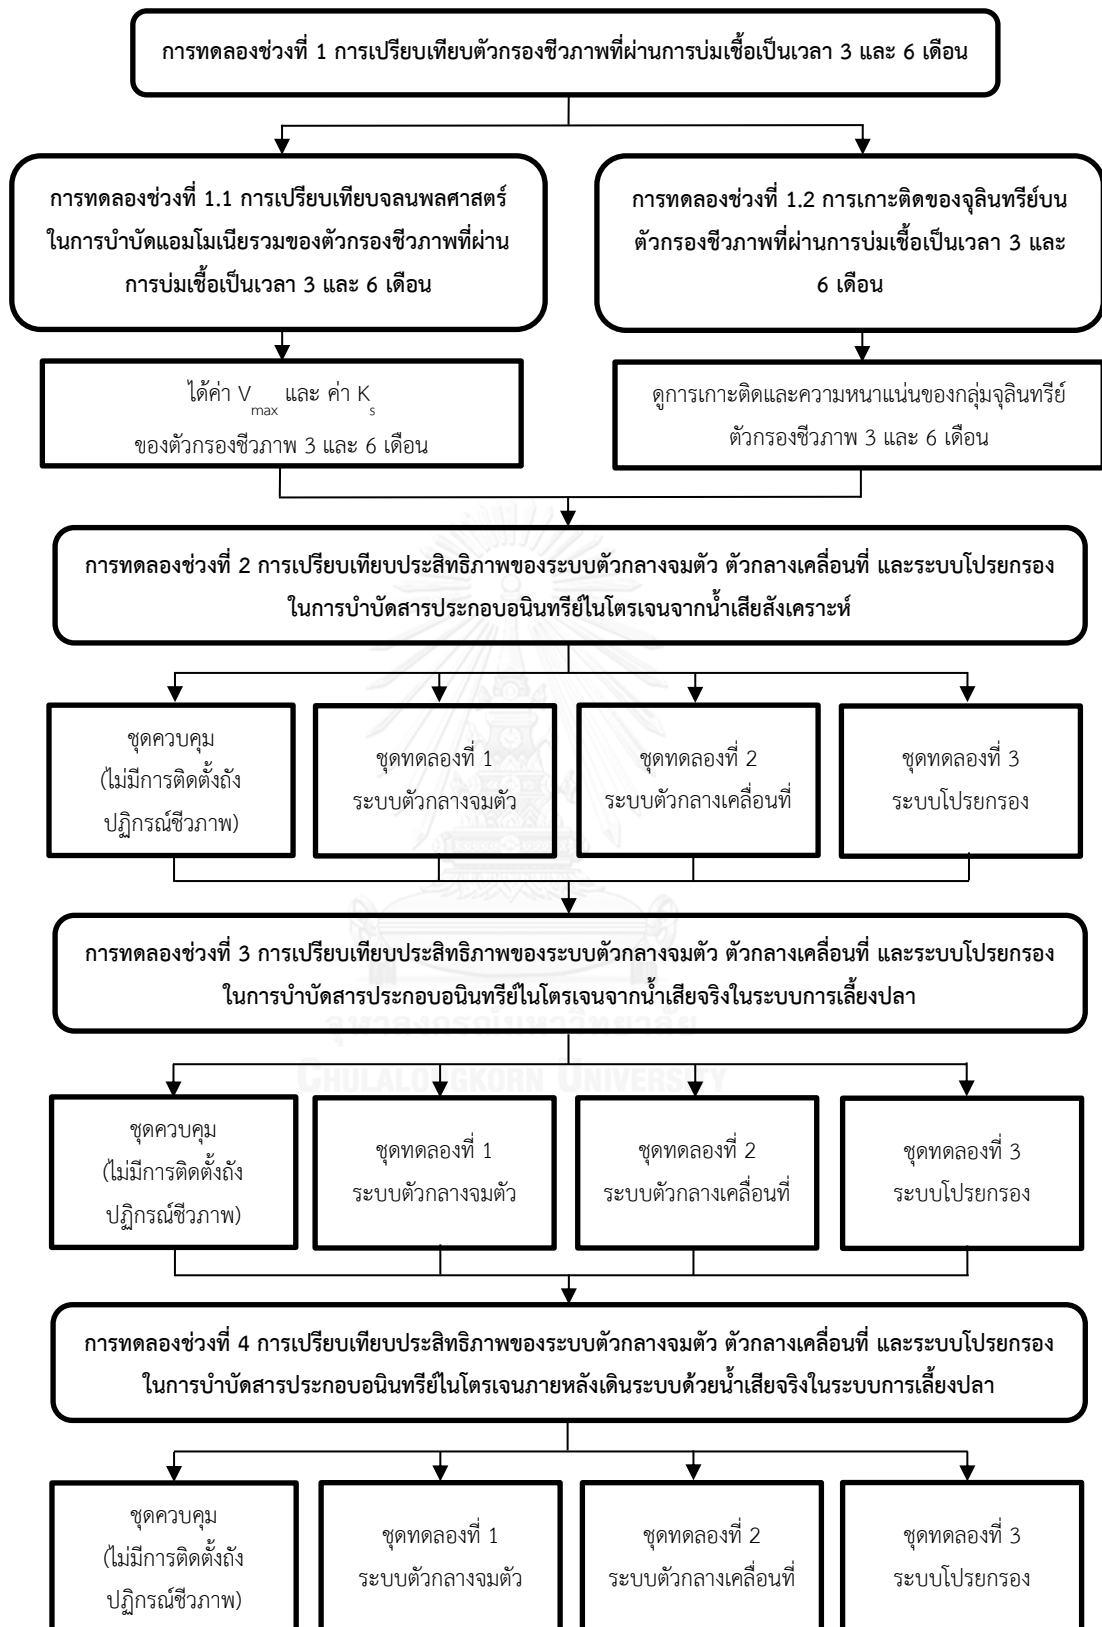 การทดลองช่วงที่ 1 การเปรียบเทียบตัวกรองชีวภาพที่ผ่านการบ่มเชื้อเป็นเวลา 3 และ 6 เดือน
การทดลองช่วงที่ 1.1 การเปรียบเทียบจลนพลศาสตร์
ในการบำบัดแอมโมเนียรวมของตัวกรองชีวภาพที่ผ่าน
การบ่มเชื้อเป็นเวลา 3 และ 6 เดือน
การทดลองช่วงที่ 1.2 การเกาะติดของจุลินทรีย์บน
ตัวกรองชีวภาพที่ผ่านการบ่มเชื้อเป็นเวลา 3 และ
6 เดือน
ได้ค่า Vmax และ ค่า Ks
ของตัวกรองชีวภาพ 3 และ 6 เดือน
ดูการเกาะติดและความหนาแน่นของกลุ่มจุลินทรีย์
ตัวกรองชีวภาพ 3 และ 6 เดือน
การทดลองช่วงที่ 2 การเปรียบเทียบประสิทธิภาพของระบบตัวกลางจมตัว ตัวกลางเคลื่อนที่ และระบบโปรยกรอง
ในการบำบัดสารประกอบอนินทรีย์ไนโตรเจนจากน้ำเสียสังเคราะห์
ชุดควบคุม
(ไม่มีการติดตั้งถัง
ปฏิกรณ์ชีวภาพ)
ชุดทดลองที่ 1
ระบบตัวกลางจมตัว
ชุดทดลองที่ 2
ระบบตัวกลางเคลื่อนที่
ชุดทดลองที่ 3
ระบบโปรยกรอง
การทดลองช่วงที่ 3 การเปรียบเทียบประสิทธิภาพของระบบตัวกลางจมตัว ตัวกลางเคลื่อนที่ และระบบโปรยกรอง
ในการบำบัดสารประกอบอนินทรีย์ไนโตรเจนจากน้ำเสียจริงในระบบการเลี้ยงปลา
จุฬาลงกรณ์มหาวิทยาลัย
CHULALONGKORN UNIVERSITY
ชุดควบคุม
(ไม่มีการติดตั้งถัง
ปฏิกรณ์ชีวภาพ)
ชุดทดลองที่ 1
ระบบตัวกลางจมตัว
ชุดทดลองที่ 2
ระบบตัวกลางเคลื่อนที่
ชุดทดลองที่ 3
ระบบโปรยกรอง
การทดลองช่วงที่ 4 การเปรียบเทียบประสิทธิภาพของระบบตัวกลางจมตัว ตัวกลางเคลื่อนที่ และระบบโปรยกรอง
ในการบำบัดสารประกอบอนินทรีย์ไนโตรเจนภายหลังเดินระบบด้วยน้ำเสียจริงในระบบการเลี้ยงปลา
ชุดควบคุม
(ไม่มีการติดตั้งถัง
ปฏิกรณ์ชีวภาพ)
ชุดทดลองที่ 1
ระบบตัวกลางจมตัว
ชุดทดลองที่ 2
ระบบตัวกลางเคลื่อนที่
ชุดทดลองที่ 3
ระบบโปรยกรอง